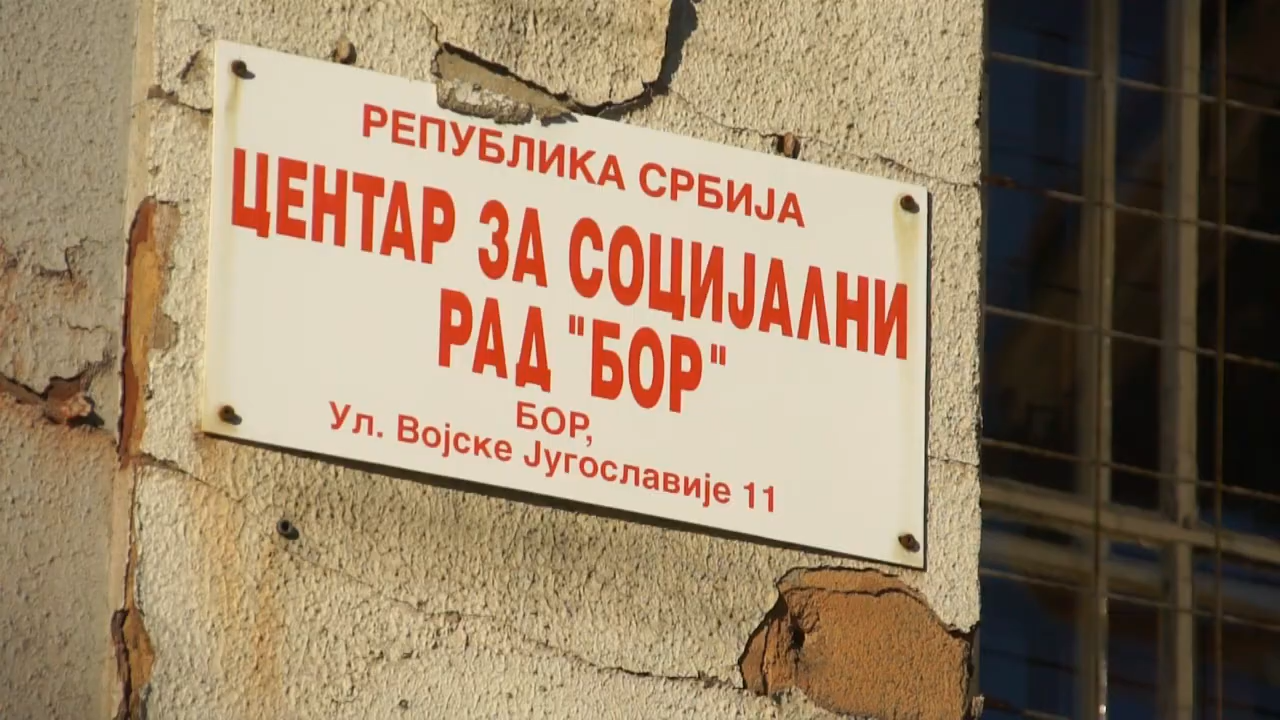 РЕПУБЛИКА СРБИЈА
ЦЕНТАР ЗА СОЦИЈАЛНИ
РАД "БОР"
БОР,
Ул. Војске Југославије 11